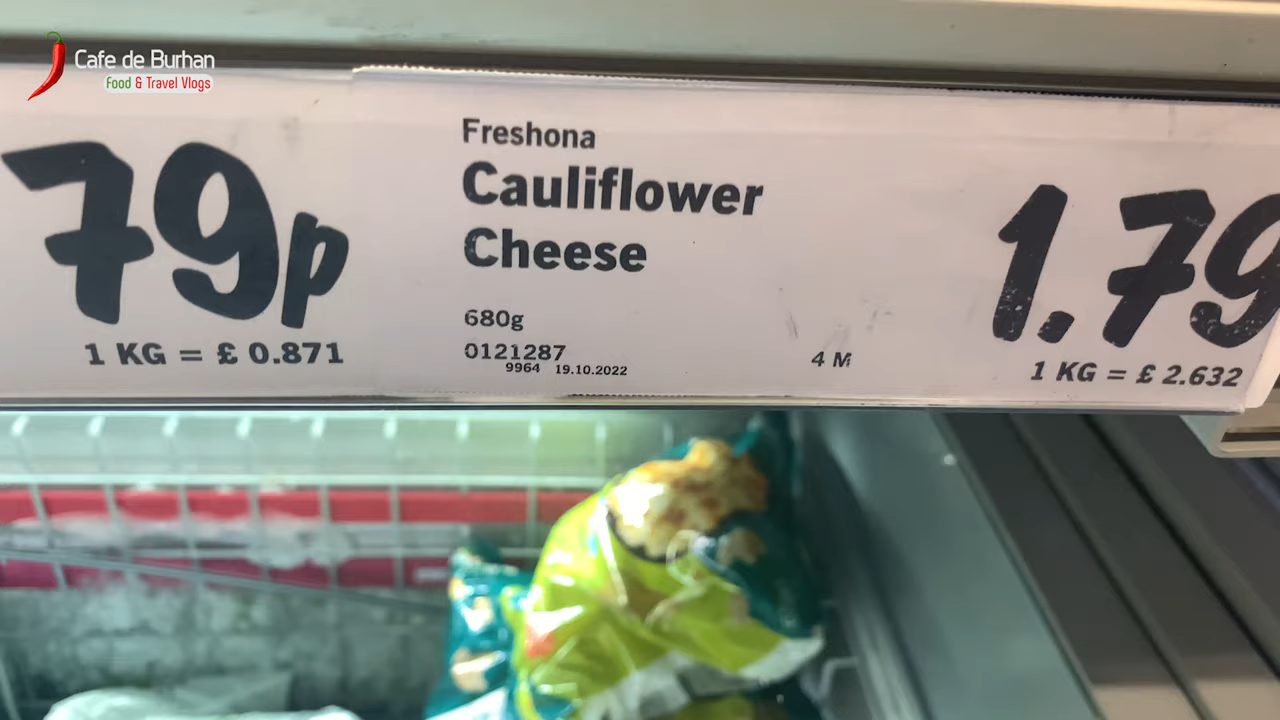 Cafe de Burhan
Food & Travel Vlogs
79p
1 KG = £ 0.871
Freshona
Cauliflower
Cheese
680g
0121287
9964 19.10.2022
4 M
1.79
1 KG = £ 2.632